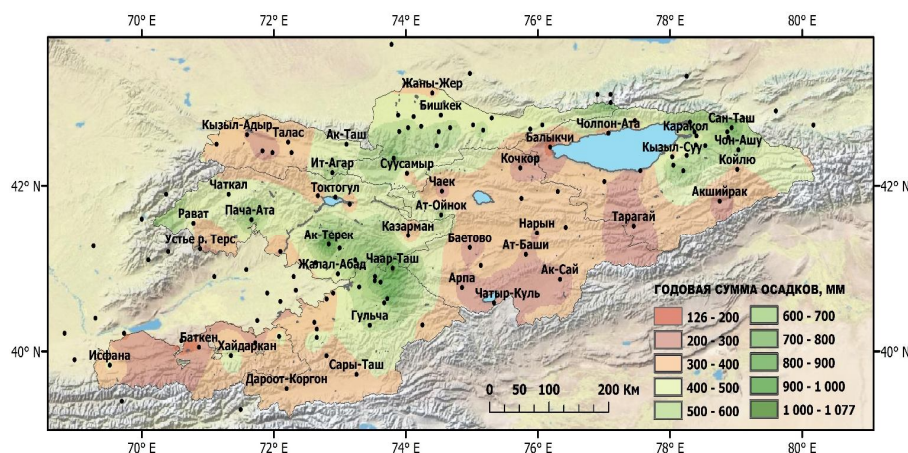 70° E 72° E 74° E 76° E 78° E 80° E
Жаны-Жер
Бишкек
Кызыл-Адыр
Талас
Ак-Таш
Чолпон-Ата
Каракол
Сан-Таш
Балыкчи
Чон-Ашу
Кызыл-Суу
Ит-Агар
Суусамыр
Кочкор
Койлу
42° N
Чаткал
Токтогул
Чаек
Акшийрак
42° N
Рават
Пача-Ата
Ат-Ойнок
Тарагай
Устье р. Терс
Ак-Терек
Казарман
Нарын
Баетово
Ат-Баши
Жалал-Абад
Чаар-Таш
Арпа
Ак-Сай
Чатыр-Куль
Гульча
ГОДОВАЯ СУММА ОСАДКОВ, ММ
126 - 200 600 - 700
200 - 300 700 - 800
300 - 400 800 - 900
400 - 500 900 - 1 000
500 - 600 1 000 - 1 077
40° N
Исфана
Баткен
Хайдаркан
Сары-Таш
Дароот-Коргон
40° N
0 50 100 200 Км
70° E 72° E 74° E 76° E 78° E 80° E